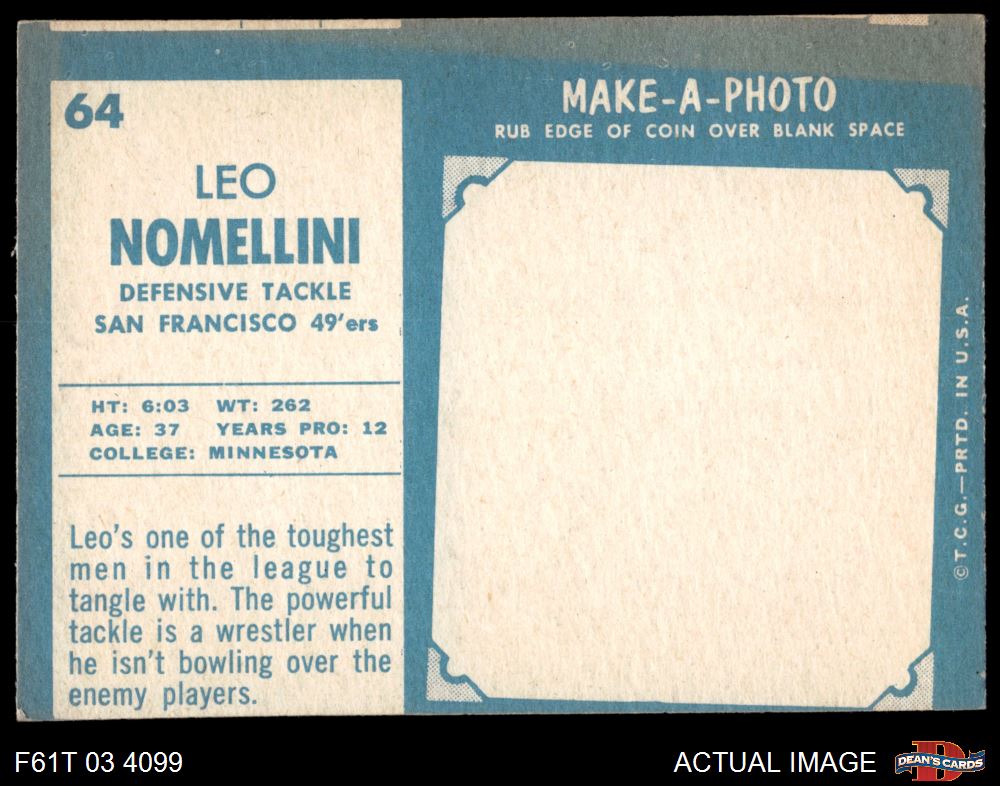 64
LEO
NOMELLINI
DEFENSIVE TACKLE
SAN FRANCISCO 49'ers
HT: 6:03 WT: 262
AGE: 37 YEARS PRO: 12
COLLEGE: MINNESOTA
Leo's one of the toughest
men in the league to
tangle with. The powerful
tackle is a wrestler when
he isn't bowling over the
enemy players.
MAKE-A-PHOTO
RUB EDGE OF COIN OVER BLANK SPACE
© T.C.G.—PRTD. IN U.S.A.
F61T 03 4099
ACTUAL IMAGE
D
DEAN'S CARDS